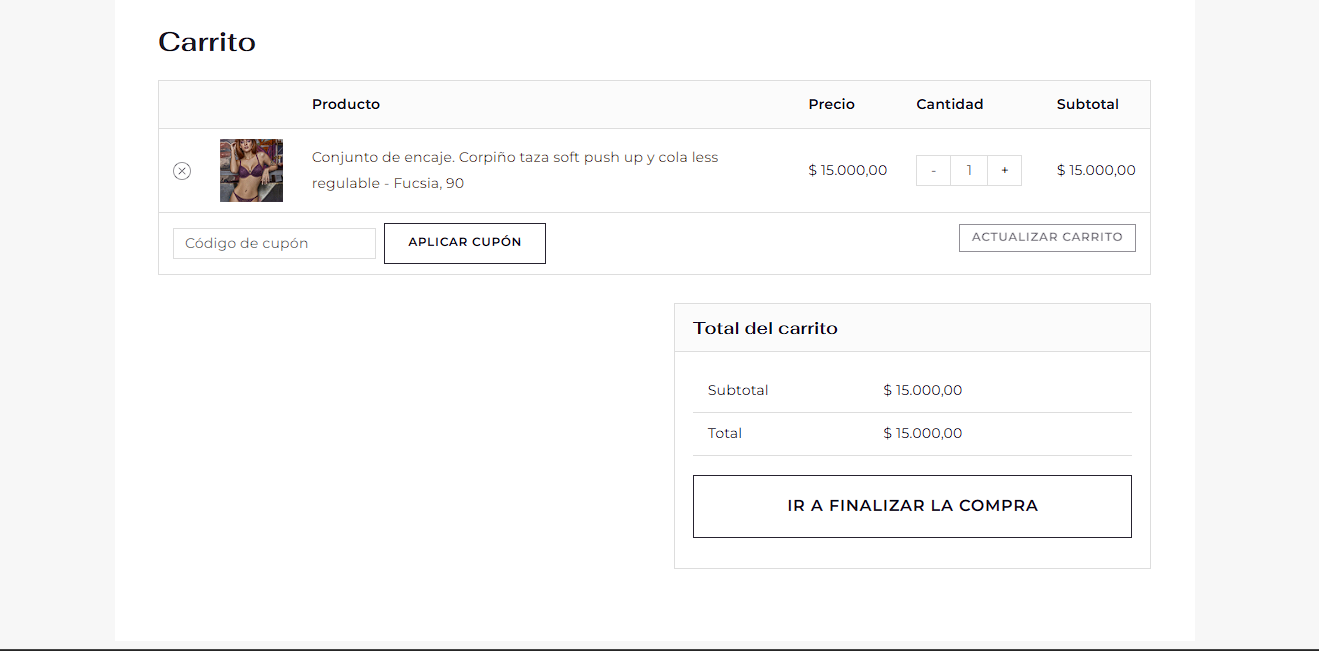 Carrito
Producto Precio Cantidad Subtotal
Conjunto de encaje. Corpiño taza soft push up y cola less
regulable - Fucsia, 90
$ 15.000,00 - 1 + $ 15.000,00
Código de cupón APLICAR CUPÓN ACTUALIZAR CARRITO
Total del carrito
Subtotal $ 15.000,00
Total $ 15.000,00
IR A FINALIZAR LA COMPRA